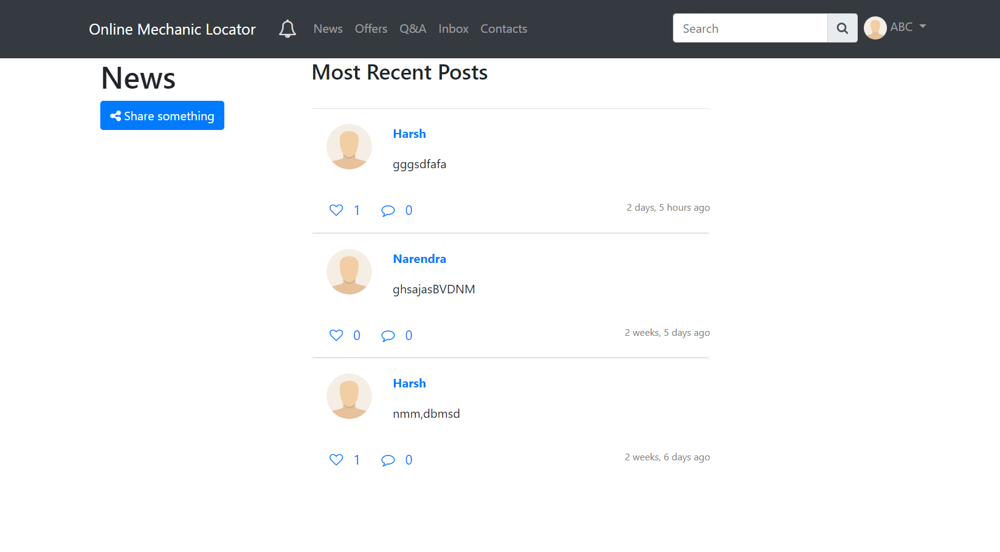 Online Mechanic Locator News Offers Q&A Inbox Contacts Search ABC
News
Share something
Most Recent Posts
Harsh
gggsdfafa
1 0 2 days, 5 hours ago
Narendra
ghsajasBVDNM
0 0 2 weeks, 5 days ago
Harsh
nmm,dbmsd
1 0 2 weeks, 6 days ago